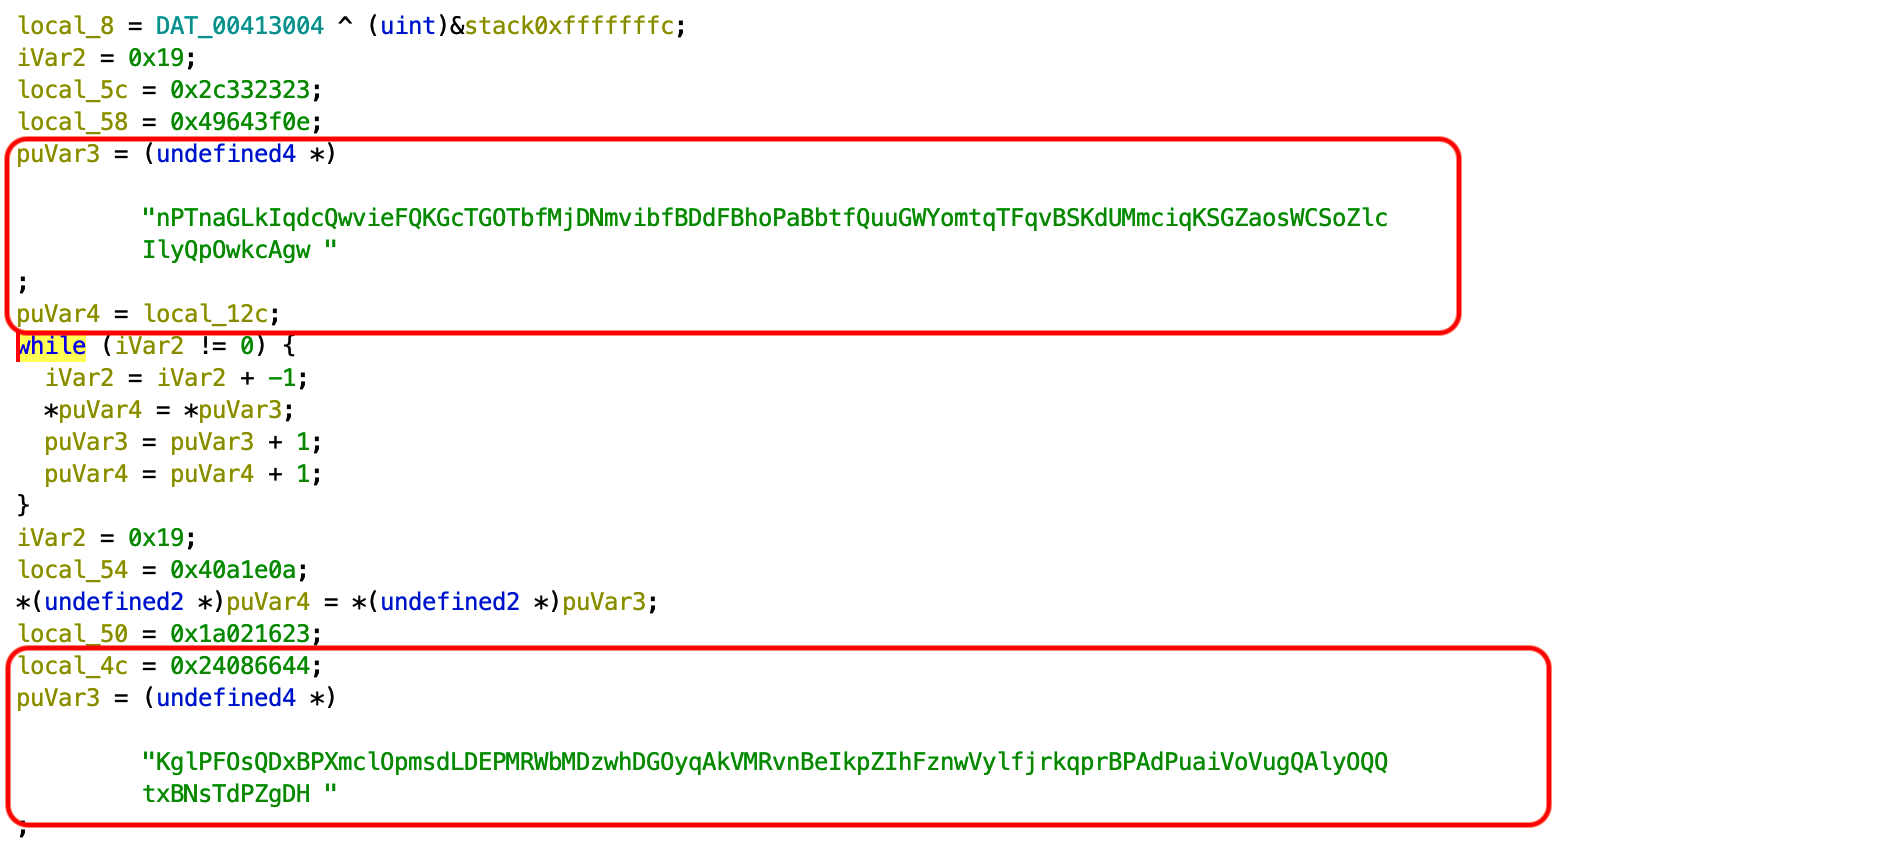 local_8 = DAT_00413004 ^ (uint)&stack0xfffffffc;
iVar2 = 0x19;
local_5c = 0x2c332323;
local_58 = 0x49643f0e;
puVar3 = (undefined4 *)
"nPTnaGLkIqdcQwvieFQKGcTGOTbfMjDNmvibfBDdFBhoPaBbtfQuuGWYomtqTFqvBSKdUMmciqKSGZaosWCSoZlc
IlyQpOwkcAgw "
;
puVar4 = local_12c;
while (iVar2 != 0) {
iVar2 = iVar2 + -1;
*puVar4 = *puVar3;
puVar3 = puVar3 + 1;
puVar4 = puVar4 + 1;
}
iVar2 = 0x19;
local_54 = 0x40a1e0a;
*(undefined2 *)puVar4 = *(undefined2 *)puVar3;
local_50 = 0x1a021623;
local_4c = 0x24086644;
puVar3 = (undefined4 *)
"KglPFOsQDxBPXmclOpmsdLDEPMRWbMDzwhDGOyqAkVMRvnBeIkpZIhFznwVylfjrkqprBPAdPuaiVoVugQAlyOQQ
txBNsTdPZgDH "
;